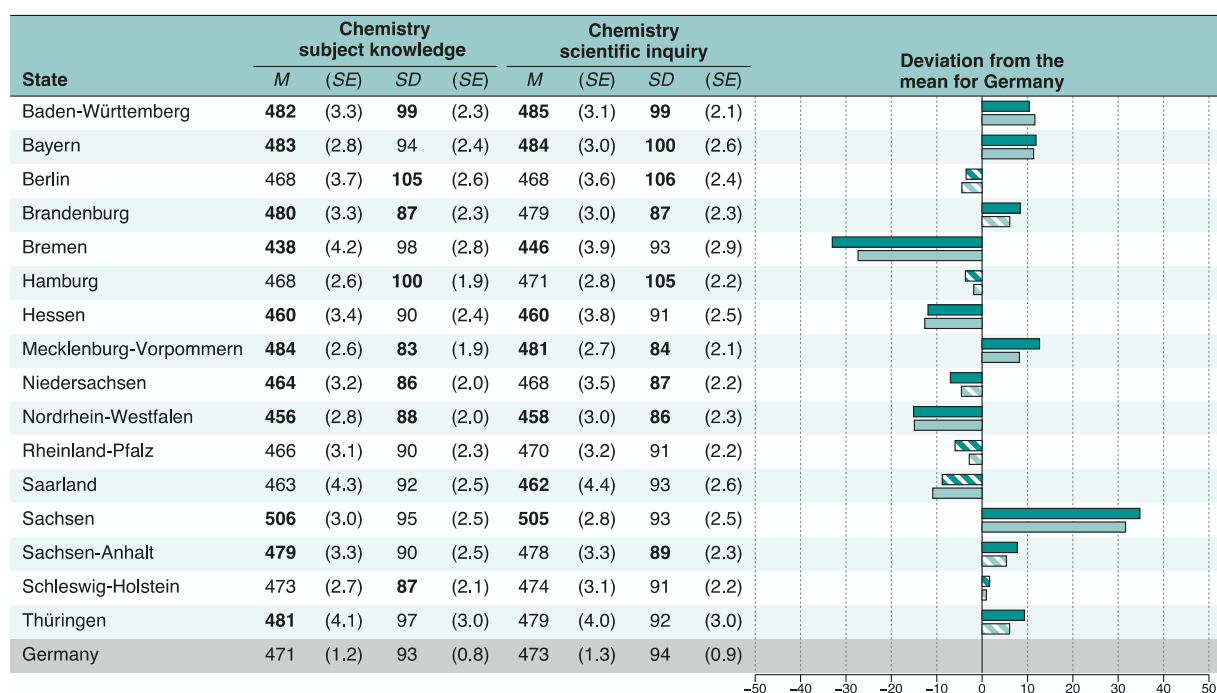 Chemistry subject knowledge Chemistry scientific inquiry Deviation from the mean for Germany
State M (SE) SD (SE) M (SE) SD (SE)
Baden-Württemberg 482 (3.3) 99 (2.3) 485 (3.1) 99 (2.1)
Bayern 483 (2.8) 94 (2.4) 484 (3.0) 100 (2.6)
Berlin 468 (3.7) 105 (2.6) 468 (3.6) 106 (2.4)
Brandenburg 480 (3.3) 87 (2.3) 479 (3.0) 87 (2.3)
Bremen 438 (4.2) 98 (2.8) 446 (3.9) 93 (2.9)
Hamburg 468 (2.6) 100 (1.9) 471 (2.8) 105 (2.2)
Hessen 460 (3.4) 90 (2.4) 460 (3.8) 91 (2.5)
Mecklenburg-Vorpommern 484 (2.6) 83 (1.9) 481 (2.7) 84 (2.1)
Niedersachsen 464 (3.2) 86 (2.0) 468 (3.5) 87 (2.2)
Nordrhein-Westfalen 456 (2.8) 88 (2.0) 458 (3.0) 86 (2.3)
Rheinland-Pfalz 466 (3.1) 90 (2.3) 470 (3.2) 91 (2.2)
Saarland 463 (4.3) 92 (2.5) 462 (4.4) 93 (2.6)
Sachsen 506 (3.0) 95 (2.5) 505 (2.8) 93 (2.5)
Sachsen-Anhalt 479 (3.3) 90 (2.5) 478 (3.3) 89 (2.3)
Schleswig-Holstein 473 (2.7) 87 (2.1) 474 (3.1) 91 (2.2)
Thüringen 481 (4.1) 97 (3.0) 479 (4.0) 92 (3.0)
Germany 471 (1.2) 93 (0.8) 473 (1.3) 94 (0.9)
−50 −40 −30 −20 −10 0 10 20 30 40 50